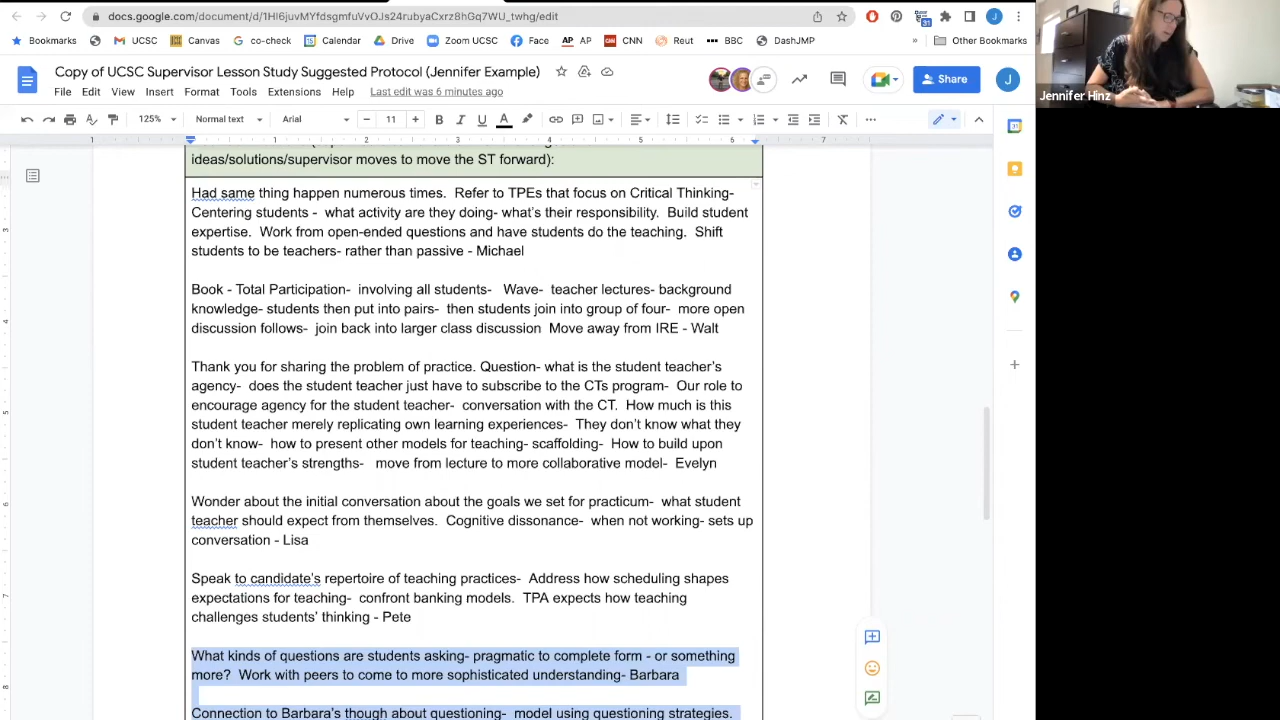 docs.google.com/document/d/1HI6juvMYfdsgmfuVvOJs24rubyaCxrz8hGq7WU_twhg/edit
Bookmarks UCSC Canvas co-check Calendar Drive Zoom UCSC Face AP CNN Reut BBC DashJMP » Other Bookmarks
Copy of UCSC Supervisor Lesson Study Suggested Protocol (Jennifer Example)
File Edit View Insert Format Tools Extensions Help Last edit was 6 minutes ago
Share
J
Jennifer Hinz
125% Normal text Arial 11
ideas/solutions/supervisor moves to move the ST forward):
Had same thing happen numerous times. Refer to TPEs that focus on Critical Thinking-
Centering students - what activity are they doing- what's their responsibility. Build student
expertise. Work from open-ended questions and have students do the teaching. Shift
students to be teachers- rather than passive - Michael
Book - Total Participation- involving all students- Wave- teacher lectures- background
knowledge- students then put into pairs- then students join into group of four- more open
discussion follows- join back into larger class discussion Move away from IRE - Walt
Thank you for sharing the problem of practice. Question- what is the student teacher's
agency- does the student teacher just have to subscribe to the CTs program- Our role to
encourage agency for the student teacher- conversation with the CT. How much is this
student teacher merely replicating own learning experiences- They don't know what they
don't know- how to present other models for teaching- scaffolding- How to build upon
student teacher's strengths- move from lecture to more collaborative model- Evelyn
Wonder about the initial conversation about the goals we set for practicum- what student
teacher should expect from themselves. Cognitive dissonance- when not working- sets up
conversation - Lisa
Speak to candidate's repertoire of teaching practices- Address how scheduling shapes
expectations for teaching- confront banking models. TPA expects how teaching
challenges students' thinking - Pete
What kinds of questions are students asking- pragmatic to complete form - or something
more? Work with peers to come to more sophisticated understanding- Barbara
Connection to Barbara's though about questioning- model using questioning strategies.